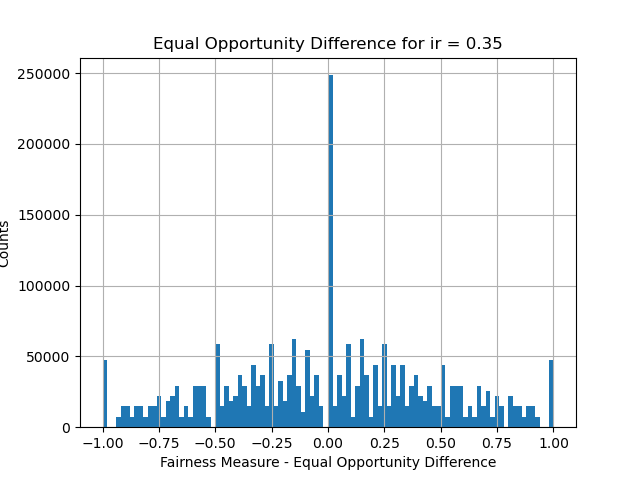 Equal Opportunity Difference for ir = 0.35
250000
200000
150000
100000
50000
0
Counts
−1.00 −0.75 −0.50 −0.25 0.00 0.25 0.50 0.75 1.00
Fairness Measure - Equal Opportunity Difference